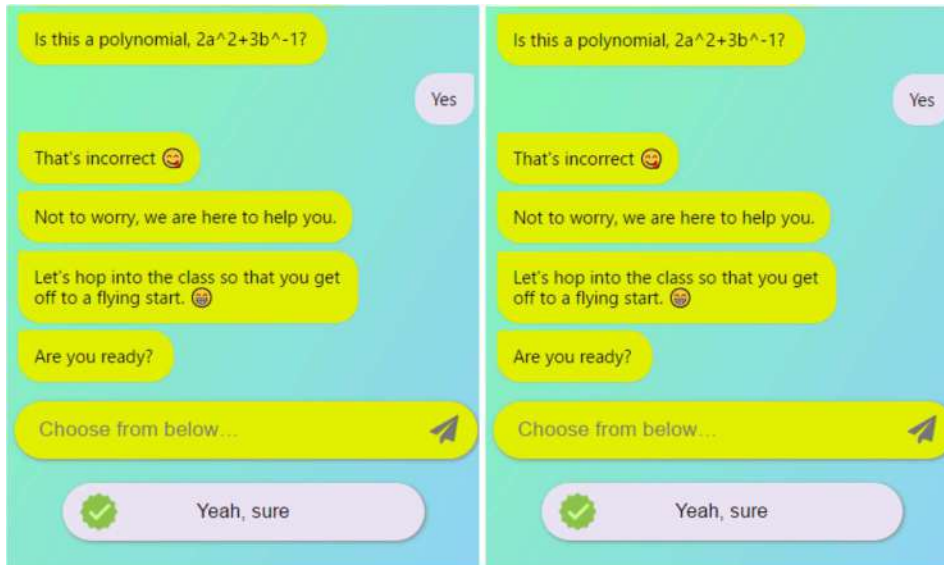 Is this a polynomial, 2a^2+3b^-1?
Yes
That's incorrect 😋
Not to worry, we are here to help you.
Let's hop into the class so that you get
off to a flying start. 😁
Are you ready?
Choose from below...
Yeah, sure
Is this a polynomial, 2a^2+3b^-1?
Yes
That's incorrect 😋
Not to worry, we are here to help you.
Let's hop into the class so that you get
off to a flying start. 😁
Are you ready?
Choose from below...
Yeah, sure